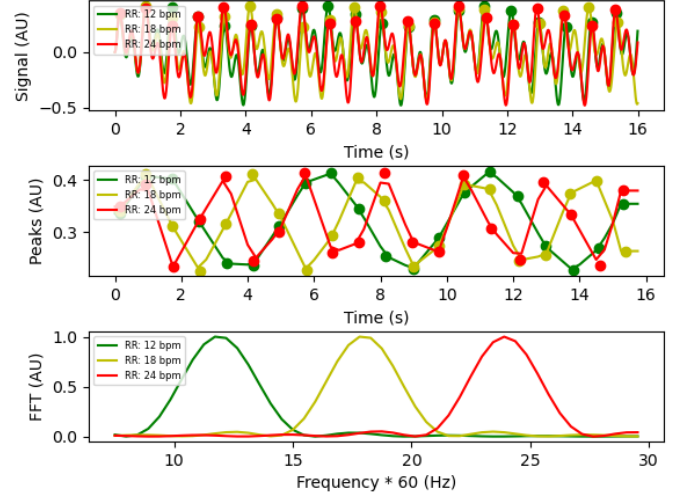 Signal (AU)
0.0
−0.5
RR: 12 bpm
RR: 18 bpm
RR: 24 bpm
0 2 4 6 8 10 12 14 16
Time (s)
Peaks (AU)
0.4
0.3
RR: 12 bpm
RR: 18 bpm
RR: 24 bpm
0 2 4 6 8 10 12 14 16
Time (s)
FFT (AU)
1.0
0.5
0.0
RR: 12 bpm
RR: 18 bpm
RR: 24 bpm
10 15 20 25 30
Frequency * 60 (Hz)